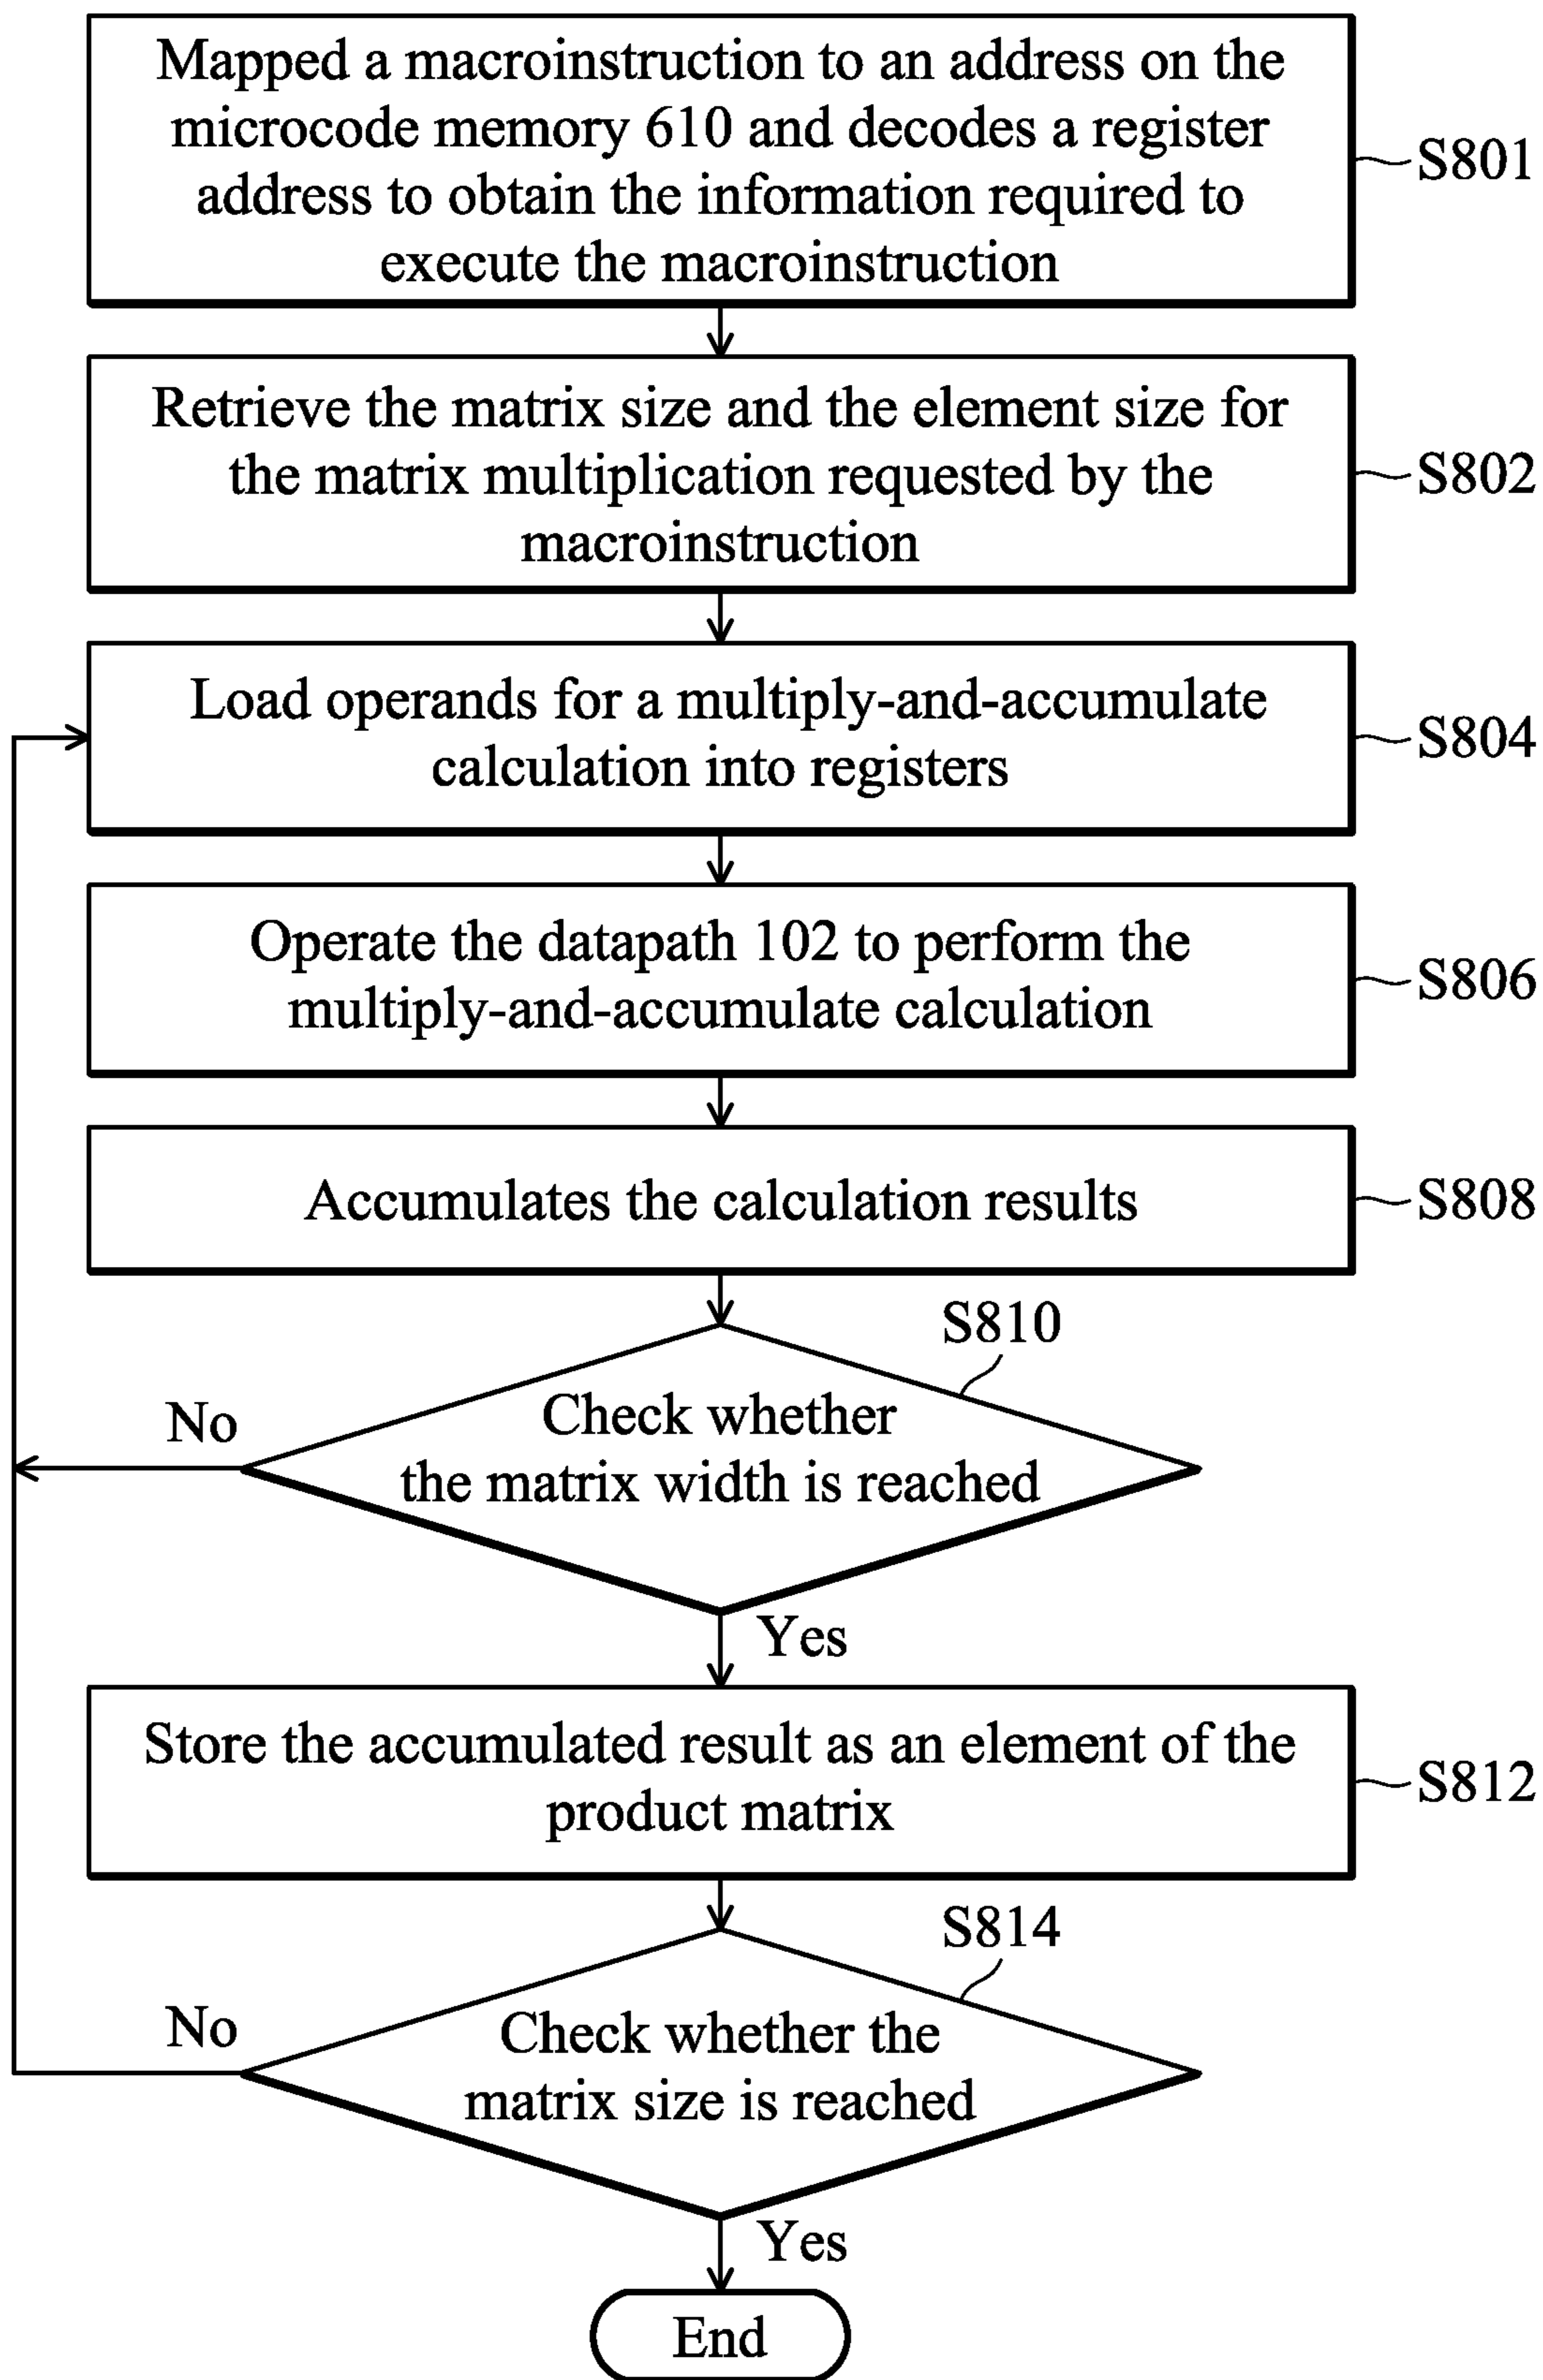 Mapped a macroinstruction to an address on the
microcode memory 610 and decodes a register
address to obtain the information required to
execute the macroinstruction
S801
Retrieve the matrix size and the element size for
the matrix multiplication requested by the
macroinstruction
S802
Load operands for a multiply-and-accumulate
calculation into registers
S804
Operate the datapath 102 to perform the
multiply-and-accumulate calculation
S806
Accumulates the calculation results
S808
S810
Check whether
the matrix width is reached
No
Yes
Store the accumulated result as an element of the
product matrix
S812
S814
Check whether the
matrix size is reached
No
Yes
End